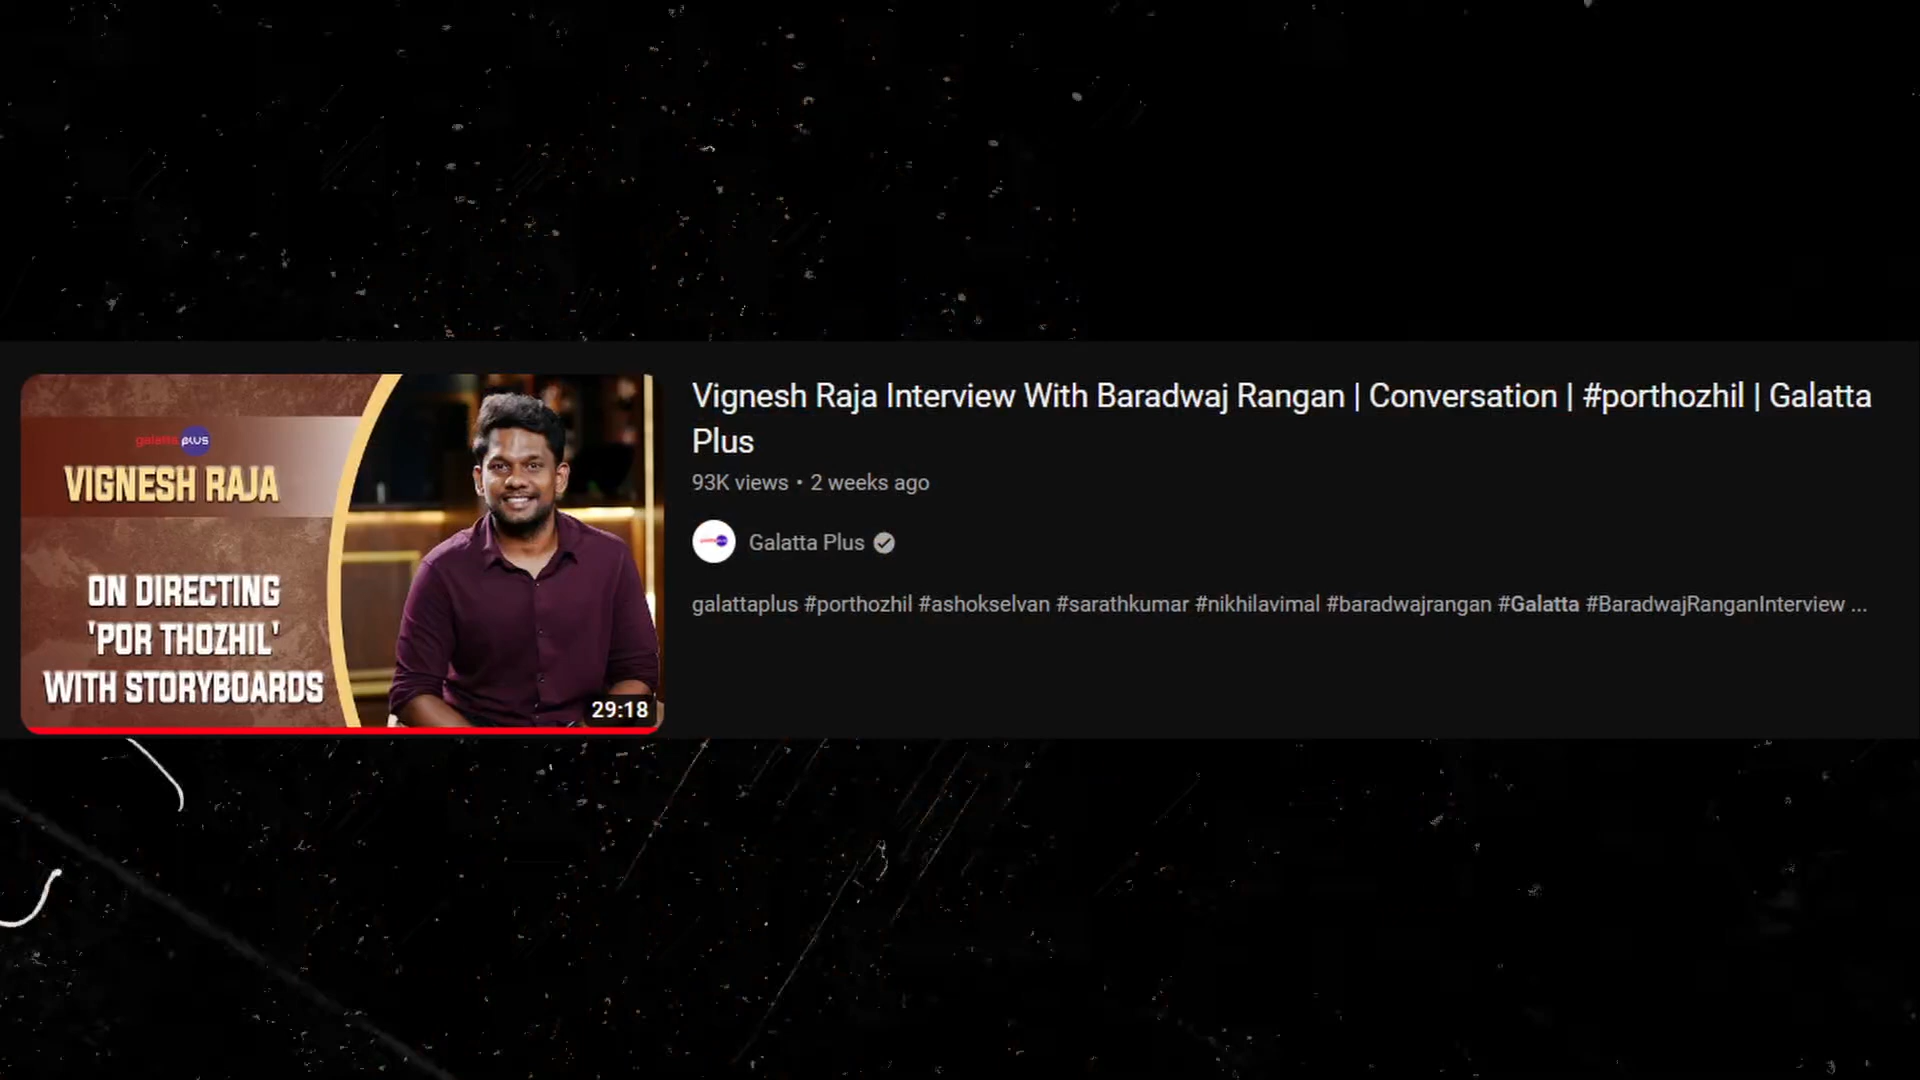 galatta plus
VIGNESH RAJA
ON DIRECTING
'POR THOZHIL'
WITH STORYBOARDS
29:18
Vignesh Raja Interview With Baradwaj Rangan | Conversation | #porthozhil | Galatta
Plus
93K views • 2 weeks ago
Galatta Plus
galattaplus #porthozhil #ashokselvan #sarathkumar #nikhilavimal #baradwajrangan #Galatta #BaradwajRanganInterview ...